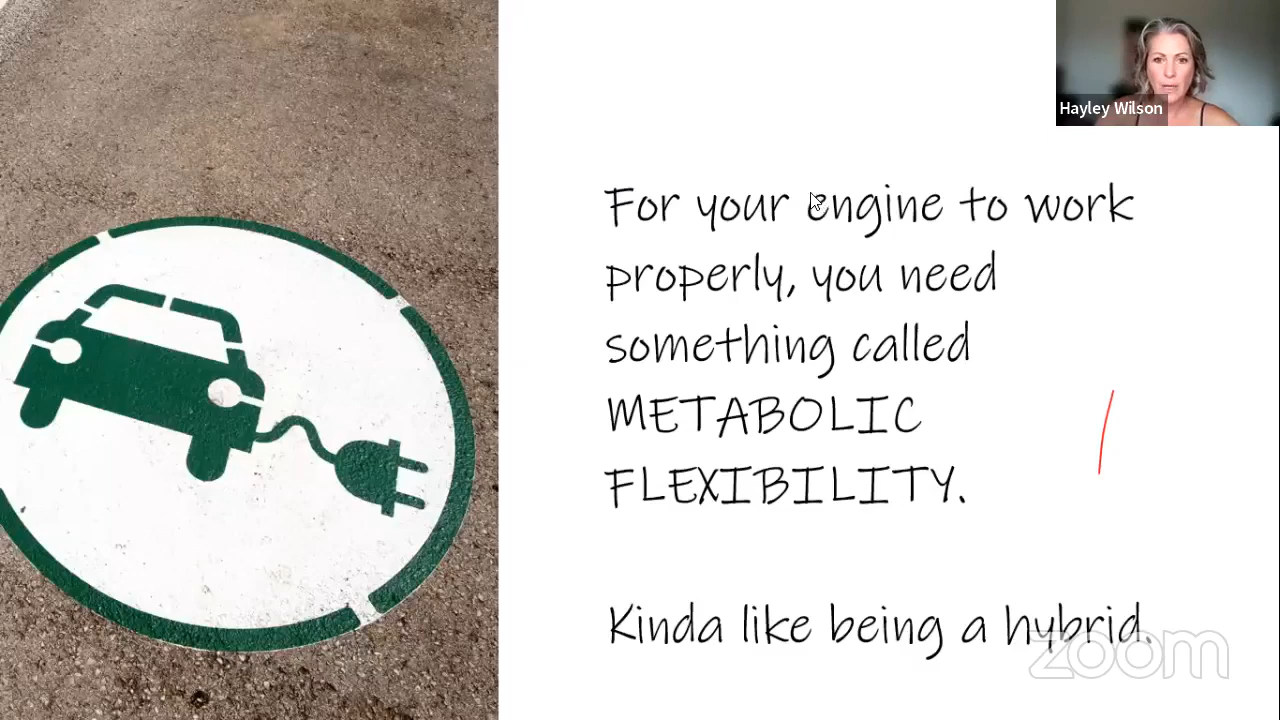 Hayley Wilson
For your engine to work
properly, you need
something called
METABOLIC
FLEXIBILITY.
Kinda like being a hybrid.
zoom